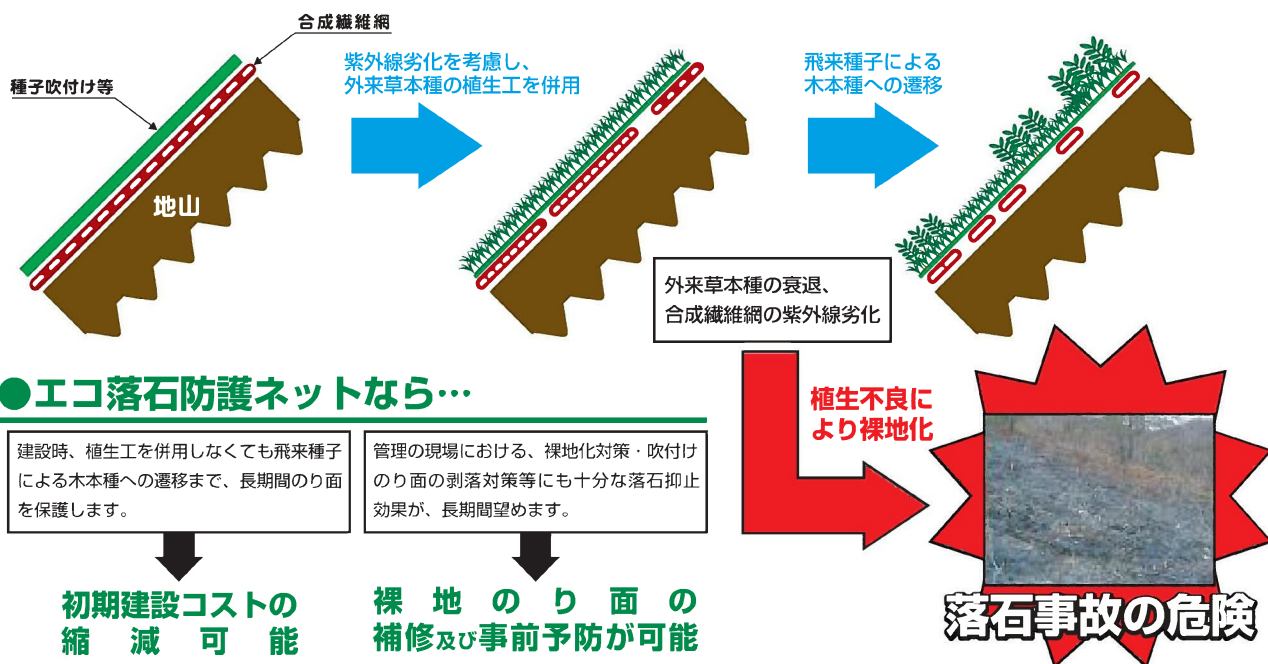 合成繊維網
種子吹付け等
地山
紫外線劣化を考慮し、
外来草本種の植生工を併用
飛来種子による
木本種への遷移
外来草本種の衰退、
合成繊維網の紫外線劣化
植生不良に
より裸地化
落石事故の危険
●エコ落石防護ネットなら…
建設時、植生工を併用しなくても飛来種子
による木本種への遷移まで、長期間のり面
を保護します。
初期建設コストの
縮減可能
管理の現場における、裸地化対策・吹付け
のり面の剥落対策等にも十分な落石抑止
効果が、長期間望めます。
裸地のり面の
補修及び事前予防が可能